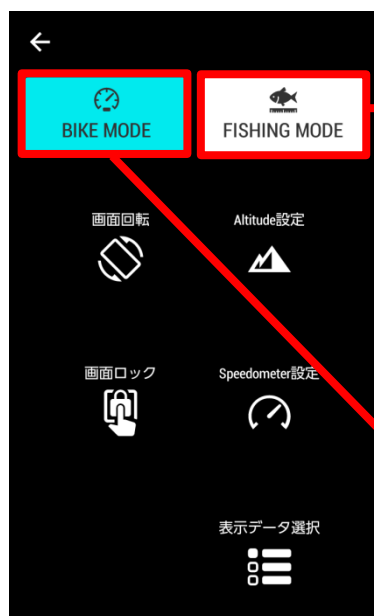 BIKE MODE
FISHING MODE
画面回転
Altitude設定
画面ロック
Speedometer設定
表示データ選択